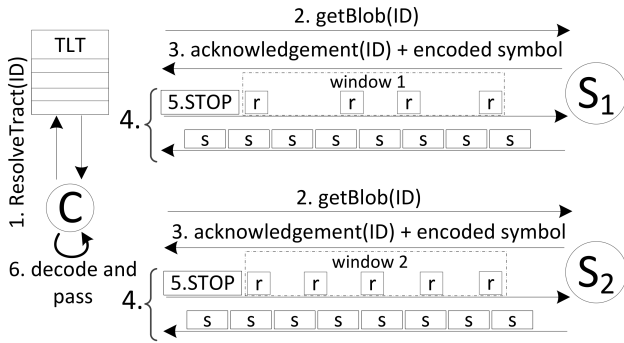 TLT
1. ResolveTract(ID)
C
6. decode and
pass
2. getBlob(ID)
3. acknowledgement(ID) + encoded symbol
window 1
4.
5.STOP r r r r
s s s s s s s s
S1
2. getBlob(ID)
3. acknowledgement(ID) + encoded symbol
window 2
4.
5.STOP r r r r r
s s s s s s s s
S2